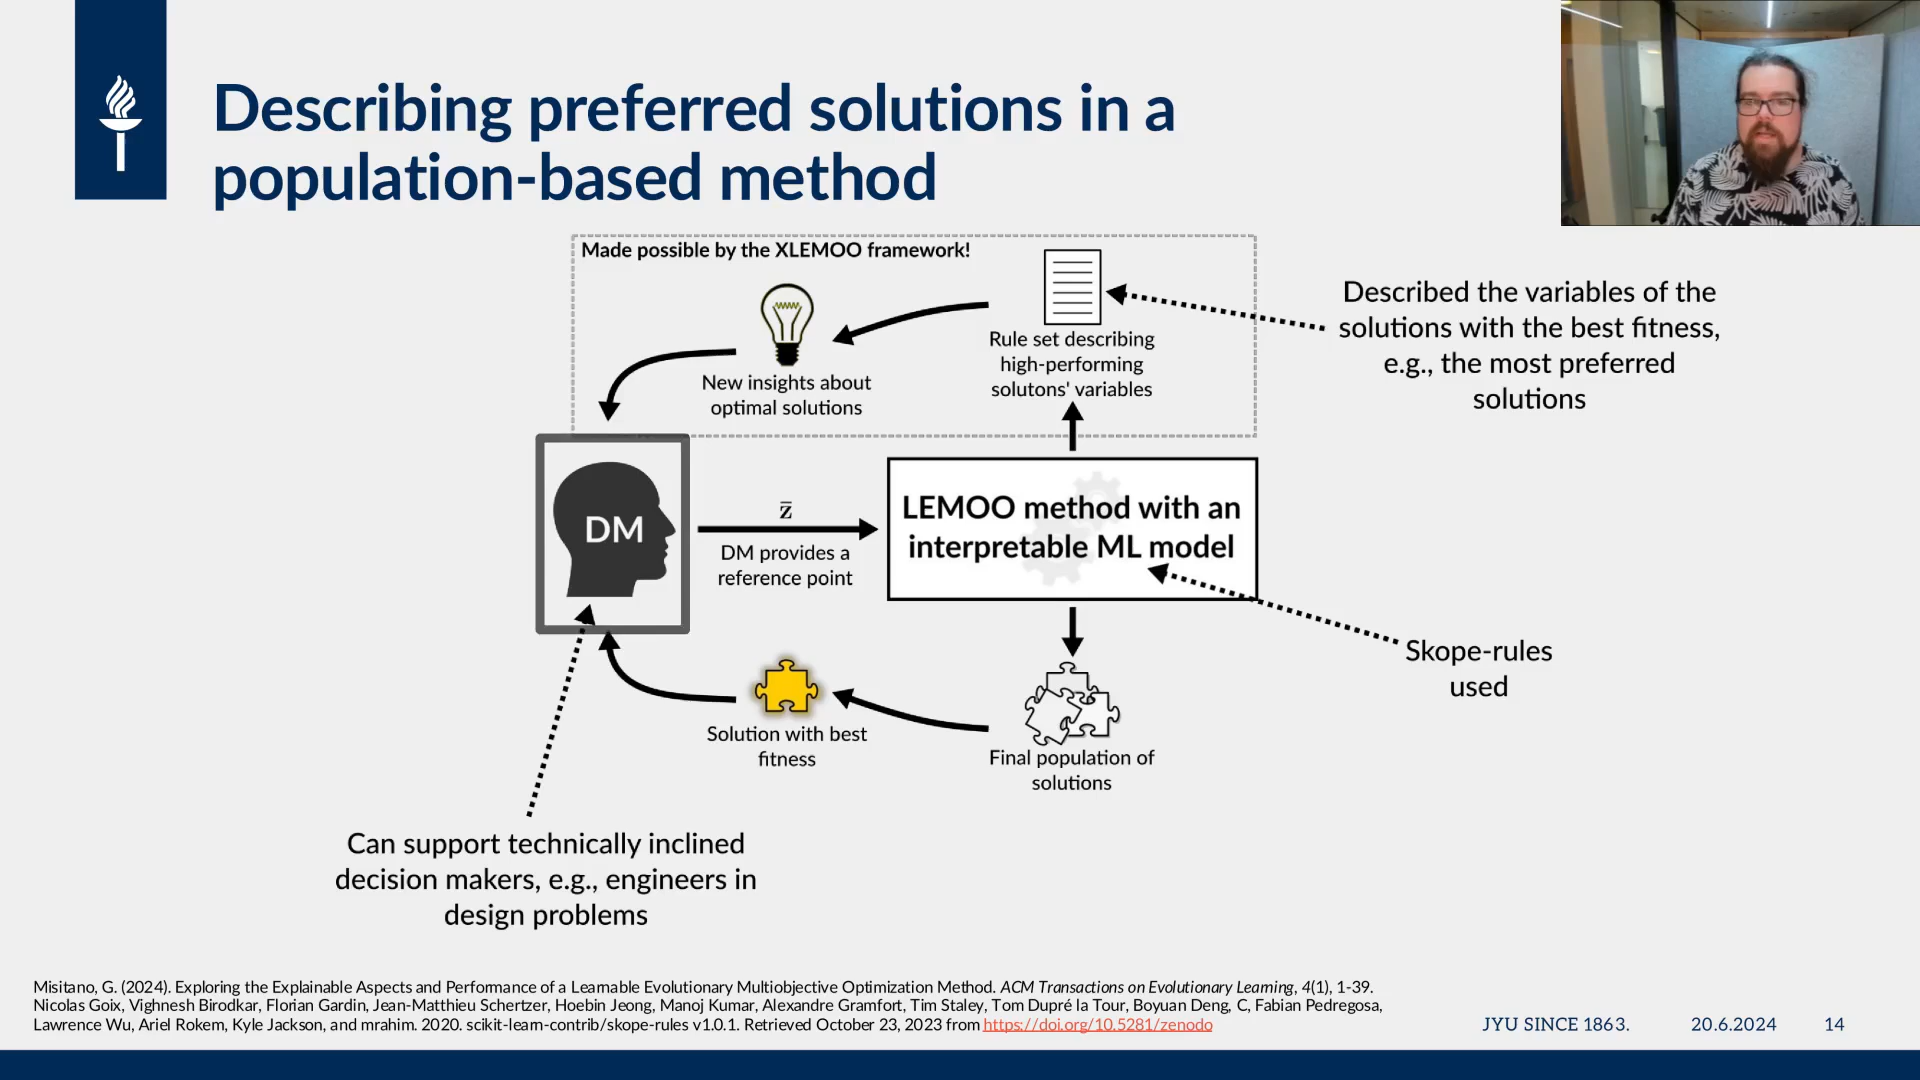 Describing preferred solutions in a
population-based method
Made possible by the XLEMOO framework!
Rule set describing
high-performing
soluton​s' variables
New insights about
optimal solutions
Described the variables of the
solutions with the best fitness,
e.g., the most preferred
solutions
DM
z̄
DM provides a
reference point
LEMOO method with an
interpretable ML model
Skope-rules
used
Solution with best
fitness
Final population of
solutions
Can support technically inclined
decision makers, e.g., engineers in
design problems
Misitano, G. (2024). Exploring the Explainable Aspects and Performance of a Learnable Evolutionary Multiobjective Optimization Method. ACM Transactions on Evolutionary Learning, 4(1), 1-39.
Nicolas Goix, Vighnesh Birodkar, Florian Gardin, Jean-Matthieu Schertzer, Hoebin Jeong, Manoj Kumar, Alexandre Gramfort, Tim Staley, Tom Dupré la Tour, Boyuan Deng, C, Fabian Pedregosa,
Lawrence Wu, Ariel Rokem, Kyle Jackson, and mrahim. 2020. scikit-learn-contrib/skope-rules v1.0.1. Retrieved October 23, 2023 from https://doi.org/10.5281/zenodo
JYU SINCE 1863. 20.6.2024 14